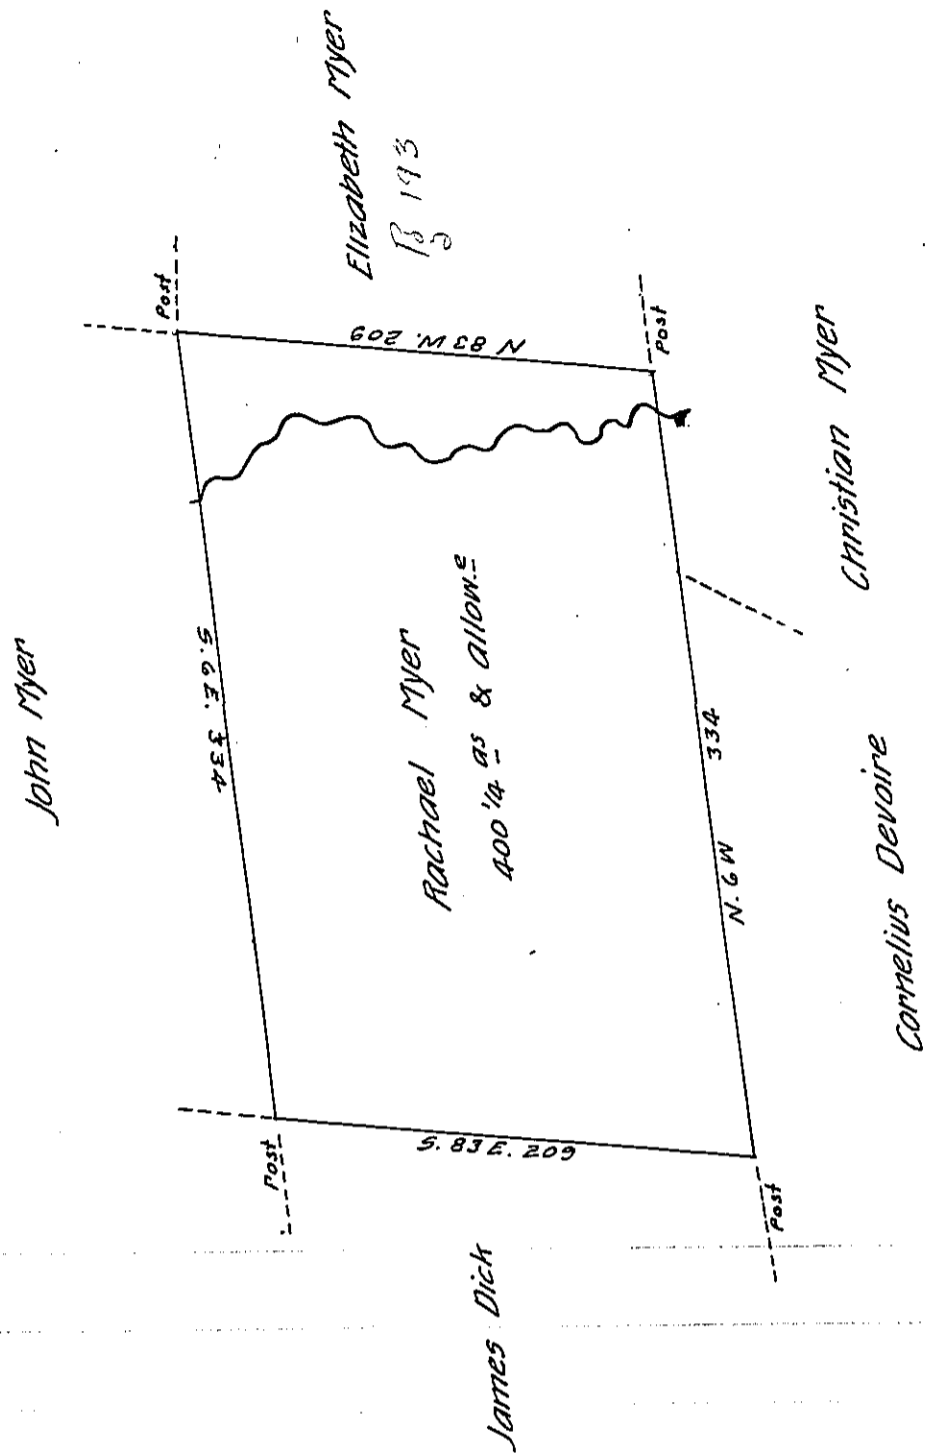 John Myer
S. 6 E. 334
Post
Post
N 83 W. 209
Elizabeth Myer
193
Rachael Myer
400 1/4 as & allow.e
S. 83 E. 209
James Dick
N. 6 W 334
Post
Post
Cornelius Devoire
Christian Myer